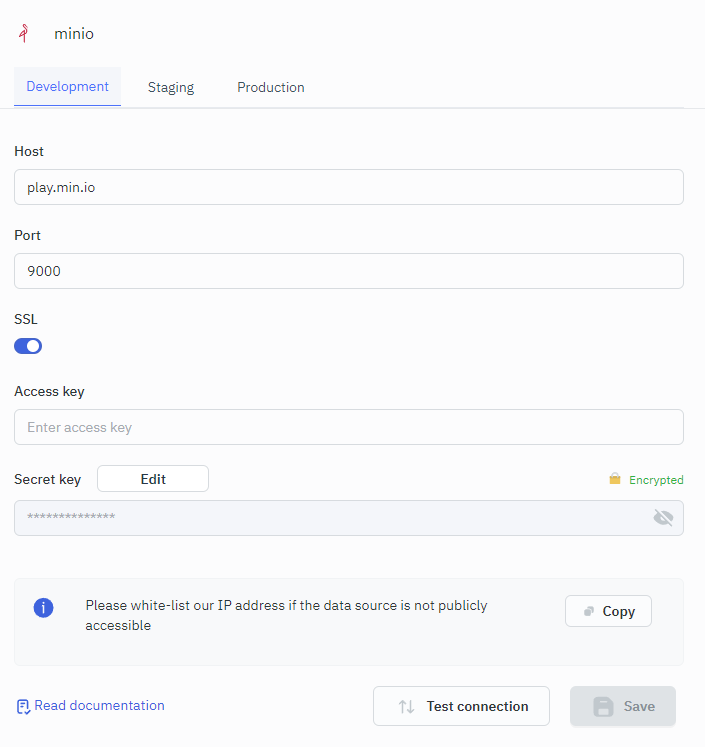 minio
Development Staging Production
Host
play.min.io
Port
9000
SSL
Access key
Enter access key
Secret key Edit Encrypted
**************
Please white-list our IP address if the data source is not publicly
accessible
Copy
Read documentation Test connection Save